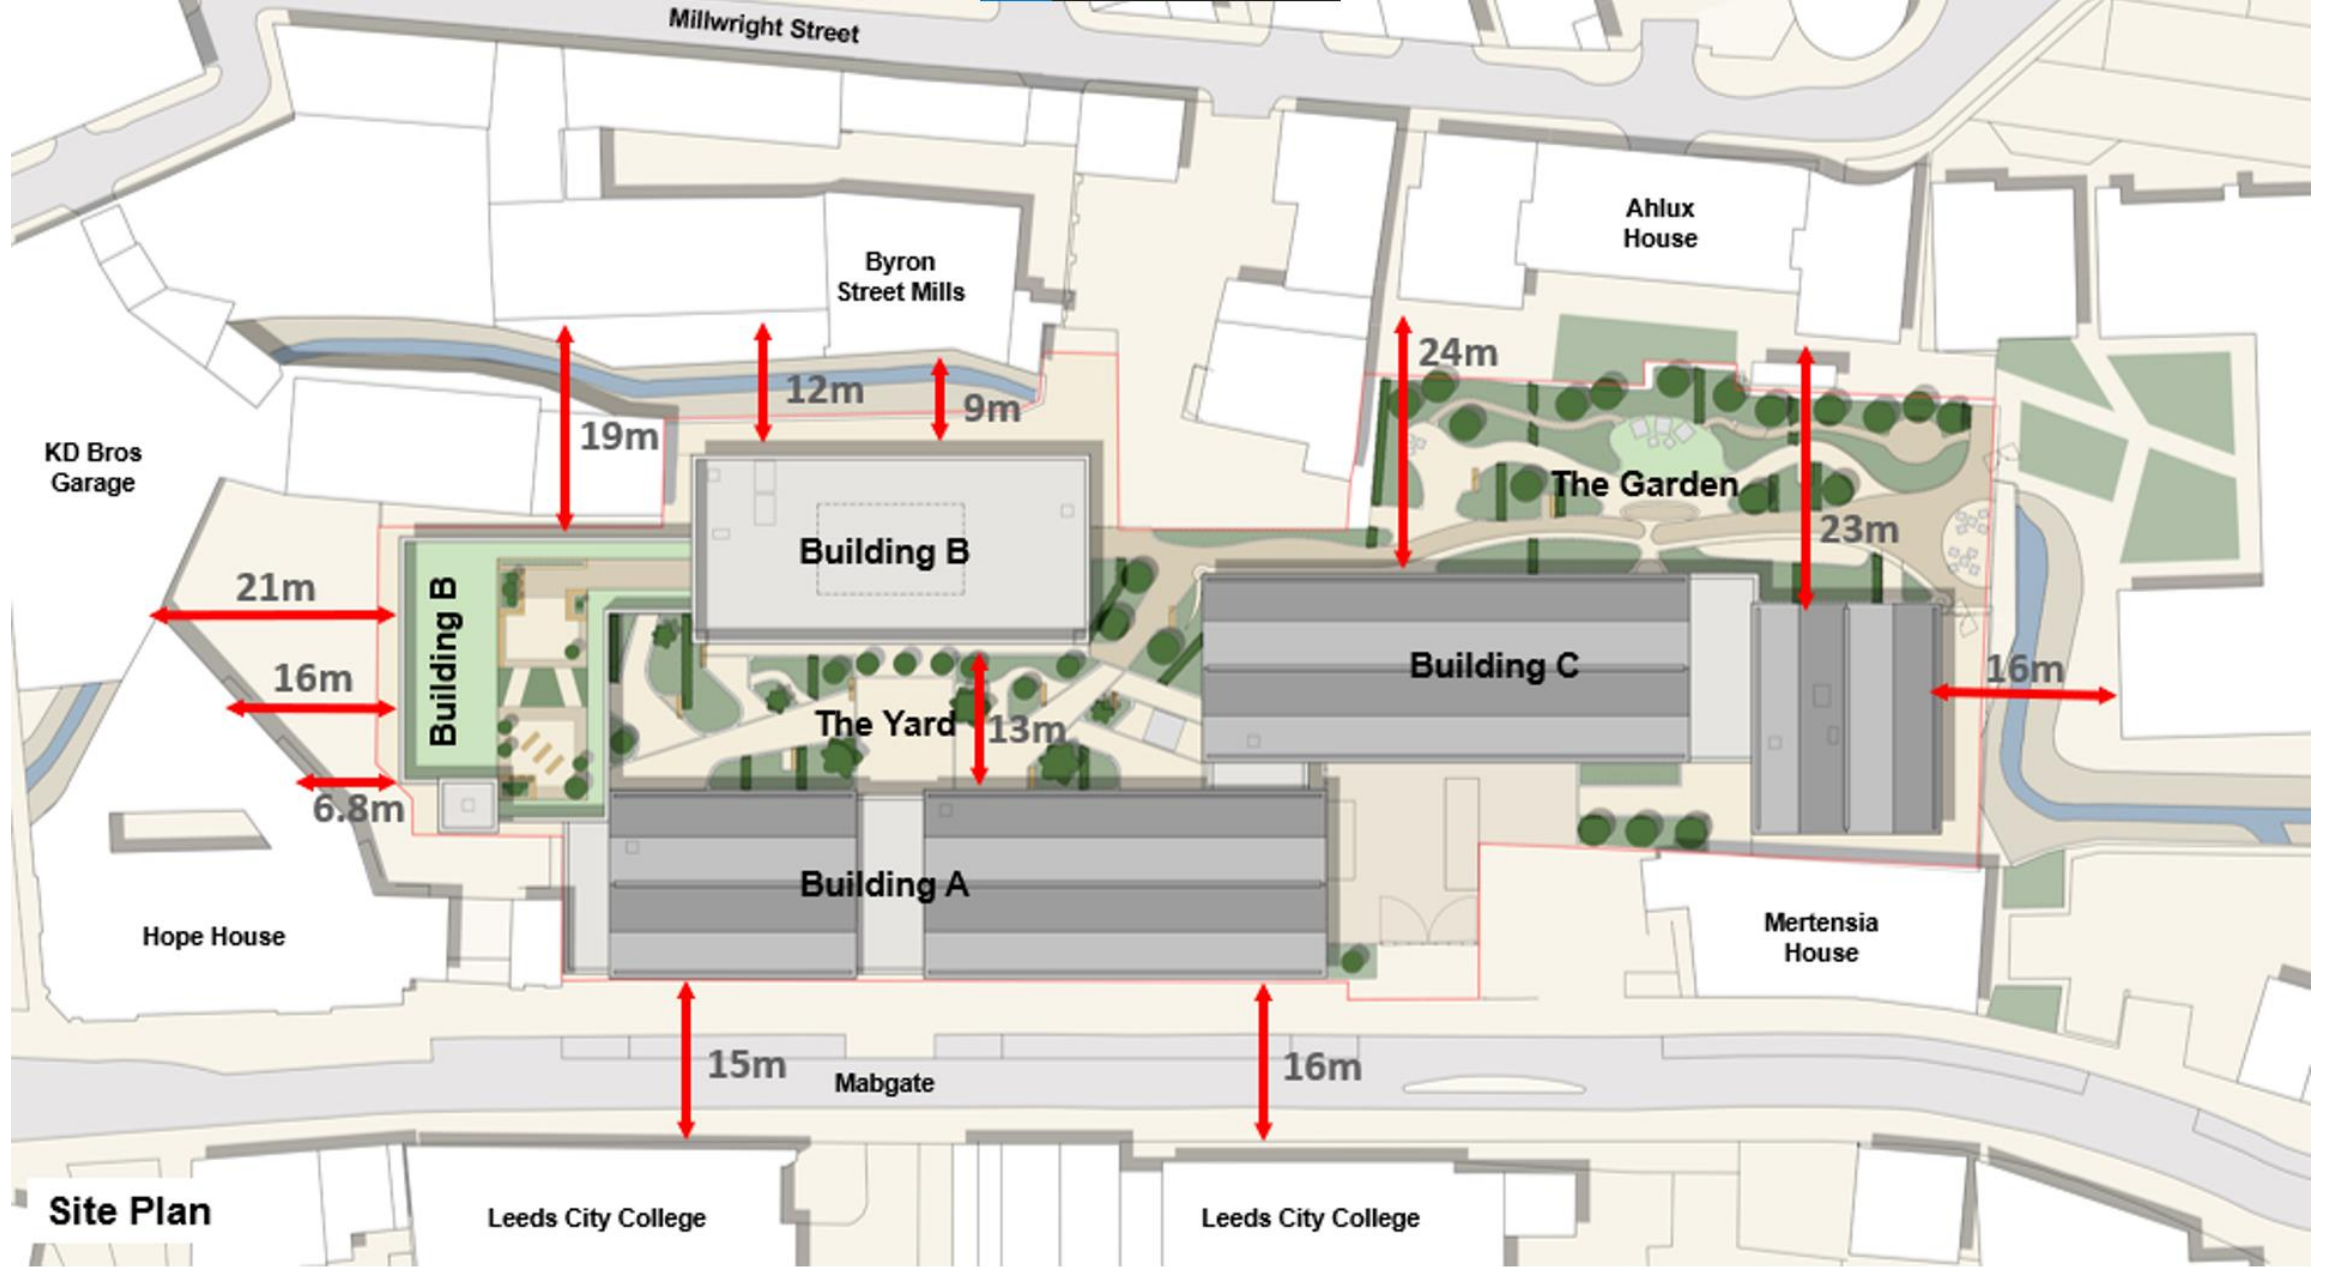 Millwright Street
Ahlux
House
Byron
Street Mills
24m
12m
9m
19m
KD Bros
Garage
The Garden
23m
Building B
21m
Building B
16m
Building C
16m
The Yard
13m
6.8m
Building A
Hope House
Mertensia
House
15m
Mabgate
16m
Site Plan
Leeds City College
Leeds City College